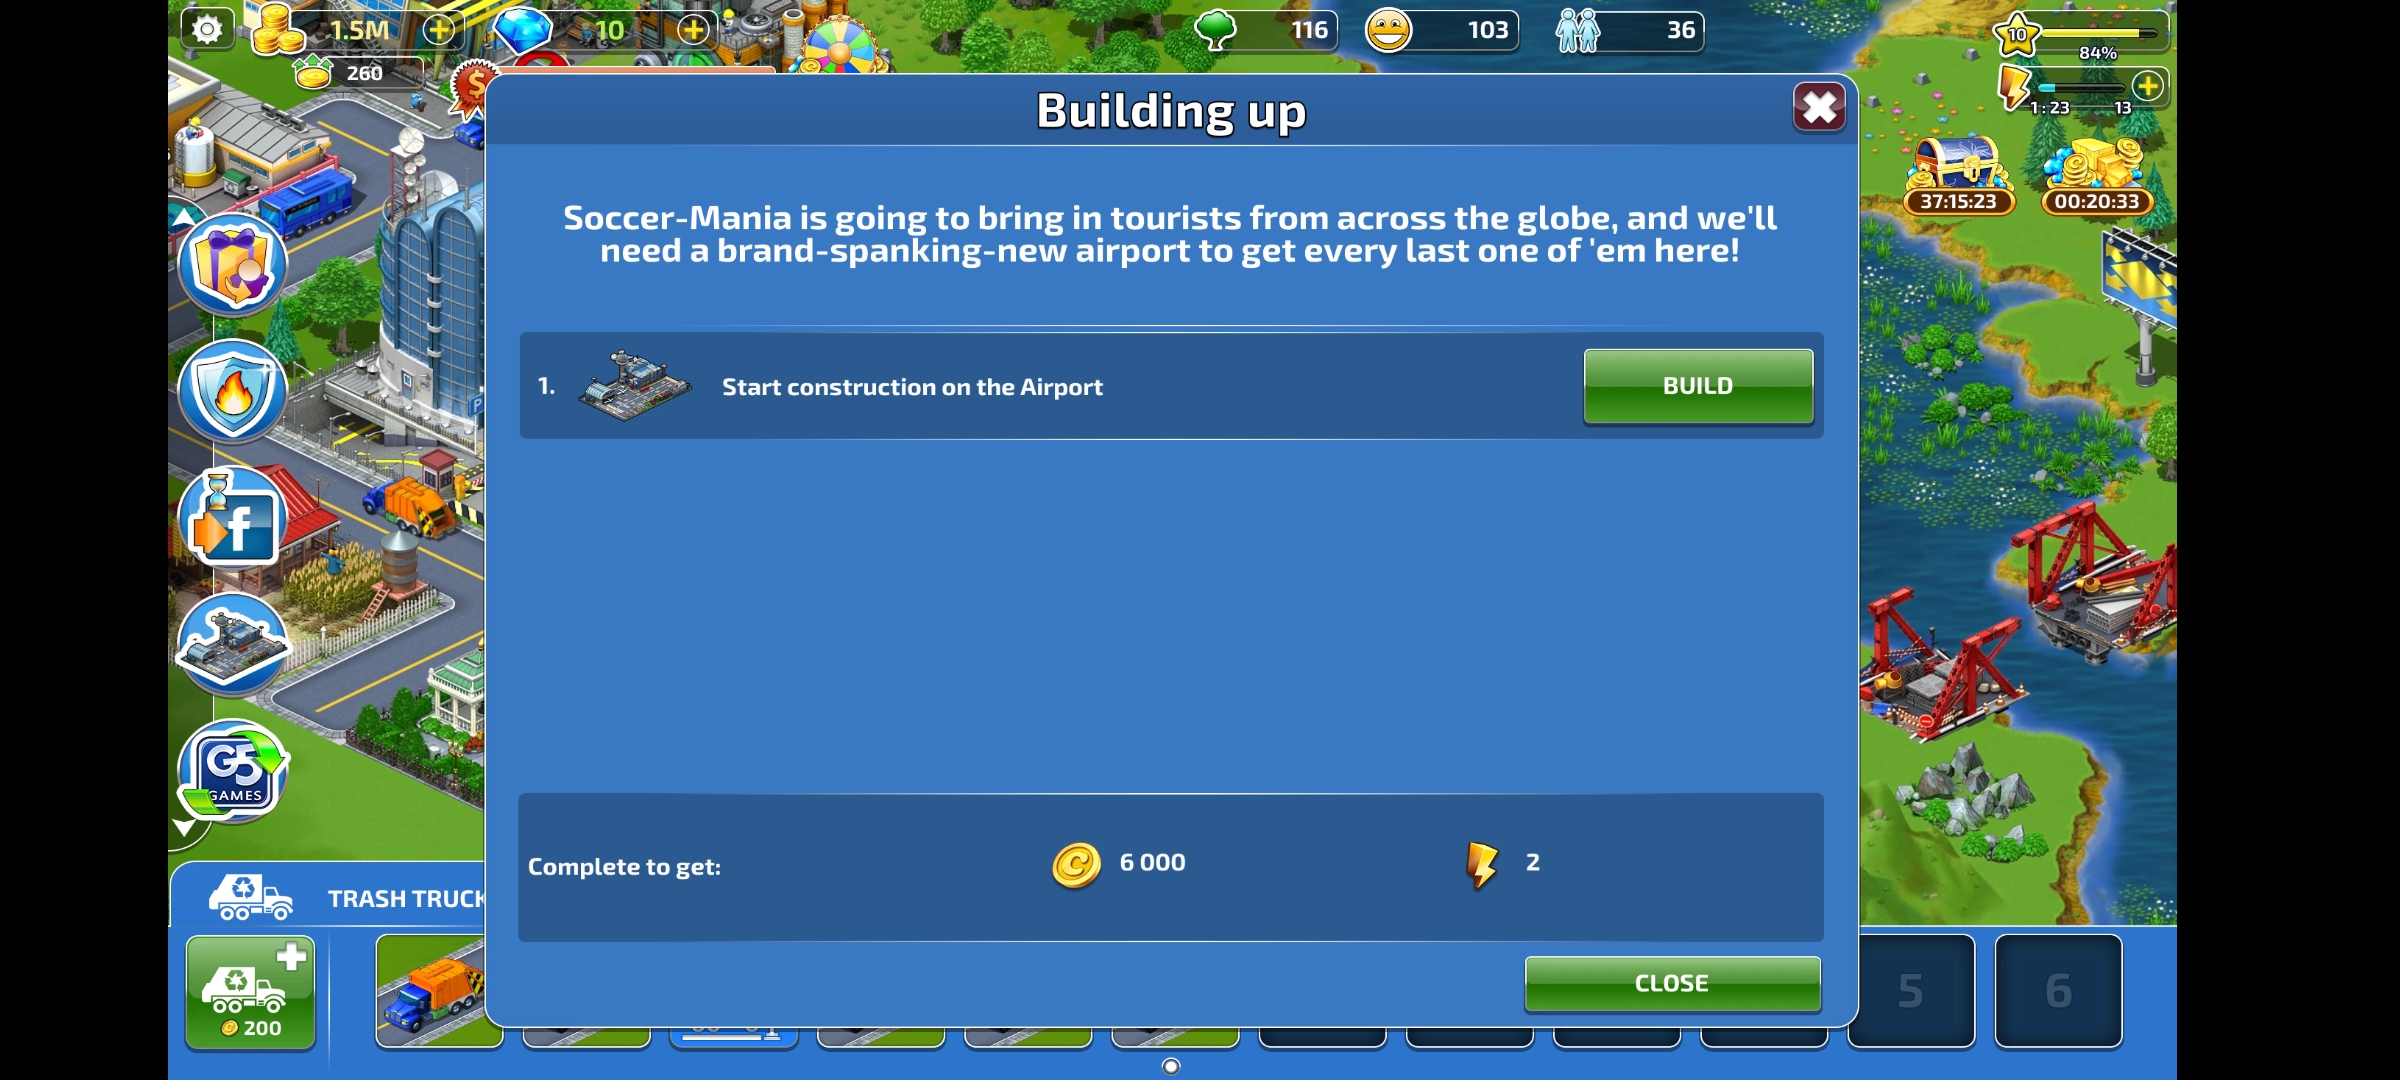 1.5M
10
116
103
36
10
84%
260
1:23
13
Building up
37:15:23
00:20:33
Soccer-Mania is going to bring in tourists from across the globe, and we'll
need a brand-spanking-new airport to get every last one of 'em here!
1.
Start construction on the Airport
BUILD
f
P
G5
GAMES
Complete to get:
6 000
2
TRASH TRUCK
CLOSE
200
5
6